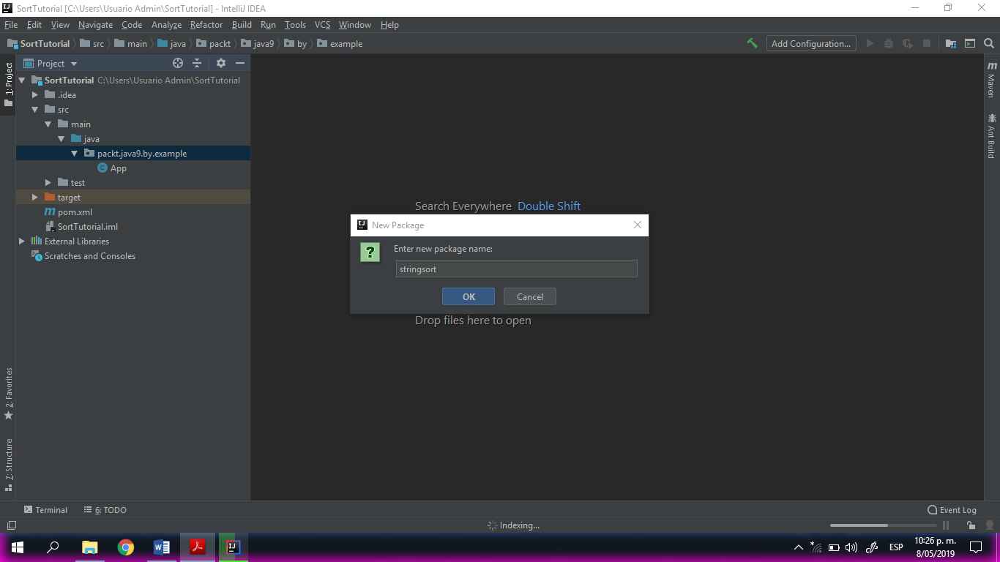 SortTutorial [C:\Users\Usuario Admin\SortTutorial] - IntelliJ IDEA
File Edit View Navigate Code Analyze Refactor Build Run Tools VCS Window Help
SortTutorial src main java packt java9 by example Add Configuration...
Project
SortTutorial C:\Users\Usuario Admin\SortTutorial
.idea
src
main
java
packt.java9.by.example
App
test
target
pom.xml
SortTutorial.iml
External Libraries
Scratches and Consoles
1: Project
2: Favorites
7: Structure
Search Everywhere Double Shift
New Package
Enter new package name:
stringsort
OK Cancel
Drop files here to open
Maven
Ant Build
Terminal 6: TODO Event Log
Indexing...
ESP
10:26 p. m.
8/05/2019